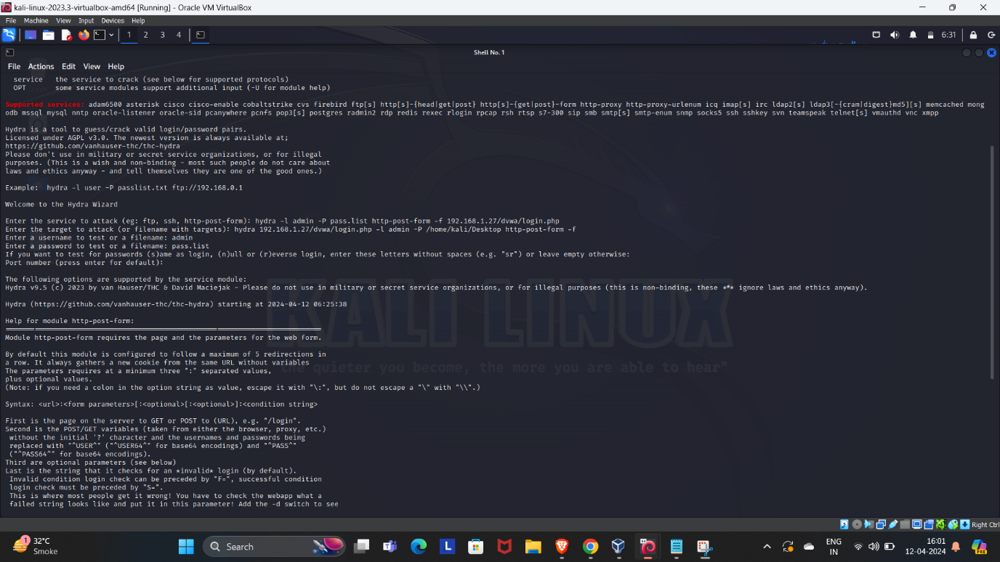 kali-linux-2023.3-virtualbox-amd64 [Running] - Oracle VM VirtualBox
File Machine View Input Devices Help
1 2 3 4
6:31
Shell No. 1
File Actions Edit View Help
service the service to crack (see below for supported protocols)
OPT some service modules support additional input (-U for module help)
Supported services: adam6500 asterisk cisco cisco-enable cobaltstrike cvs firebird ftp[s] http[s]-{head|get|post} http[s]-{get|post}-form http-proxy http-proxy-urlenum icq imap[s] irc ldap2[s] ldap3[-{cram|digest}md5][s] memcached mong
odb mssql mysql nntp oracle-listener oracle-sid pcanywhere pcnfs pop3[s] postgres radmin2 rdp redis rexec rlogin rpcap rsh rtsp s7-300 sip smb smtp[s] smtp-enum snmp socks5 ssh sshkey svn teamspeak telnet[s] vmauthd vnc xmpp
Hydra is a tool to guess/crack valid login/password pairs.
Licensed under AGPL v3.0. The newest version is always available at;
https://github.com/vanhauser-thc/thc-hydra
Please don't use in military or secret service organizations, or for illegal
purposes. (This is a wish and non-binding - most such people do not care about
laws and ethics anyway - and tell themselves they are one of the good ones.)
Example: hydra -l user -P passlist.txt ftp://192.168.0.1
Welcome to the Hydra Wizard
Enter the service to attack (eg: ftp, ssh, http-post-form): hydra -l admin -P pass.list http-post-form -f 192.168.1.27/dvwa/login.php
Enter the target to attack (or filename with targets): hydra 192.168.1.27/dvwa/login.php -l admin -P /home/kali/Desktop http-post-form -f
Enter a username to test or a filename: admin
Enter a password to test or a filename: pass.list
If you want to test for passwords (s)ame as login, (n)ull or (r)everse login, enter these letters without spaces (e.g. "sr") or leave empty otherwise:
Port number (press enter for default):
The following options are supported by the service module:
Hydra v9.5 (c) 2023 by van Hauser/THC & David Maciejak - Please do not use in military or secret service organizations, or for illegal purposes (this is non-binding, these *** ignore laws and ethics anyway).
Hydra (https://github.com/vanhauser-thc/thc-hydra) starting at 2024-04-12 06:25:38
KALI LINUX
Help for module http-post-form:
Module http-post-form requires the page and the parameters for the web form.
By default this module is configured to follow a maximum of 5 redirections in
a row. It always gathers a new cookie from the same URL without variables
"the quieter you become, the more you are able to hear"
The parameters requires at a minimum three ":" separated values,
plus optional values.
(Note: if you need a colon in the option string as value, escape it with "\:", but do not escape a "\" with "\\".)
Syntax: <url>:<form parameters>[:<optional>[:<optional>]:<condition string>
First is the page on the server to GET or POST to (URL), e.g. "/login".
Second is the POST/GET variables (taken from either the browser, proxy, etc.)
without the initial '?' character and the usernames and passwords being
replaced with "^USER^" ("^USER64^" for base64 encodings) and "^PASS^"
("^PASS64^" for base64 encodings).
Third are optional parameters (see below)
Last is the string that it checks for an *invalid* login (by default).
Invalid condition login check can be preceded by "F=", successful condition
login check must be preceded by "S=".
This is where most people get it wrong! You have to check the webapp what a
failed string looks like and put it in this parameter! Add the -d switch to see
Right Ctrl
1
32°C
Smoke
Search
L
PRE
ENG
IN
16:01
12-04-2024